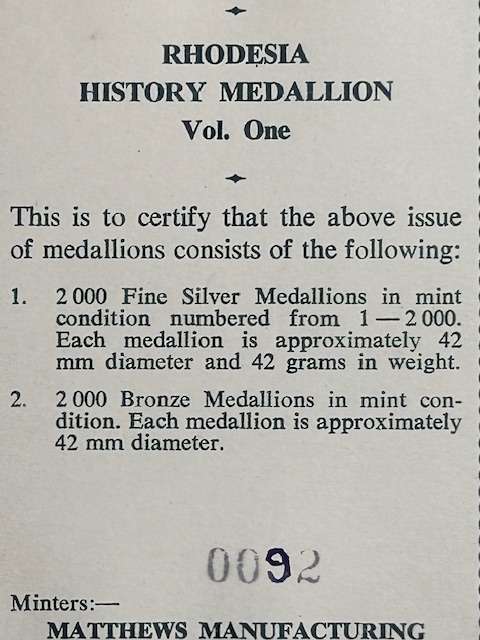 RHODESIA
HISTORY MEDALLION
Vol. One
This is to certify that the above issue
of medallions consists of the following:
1. 2 000 Fine Silver Medallions in mint
condition numbered from 1 — 2 000.
Each medallion is approximately 42
mm diameter and 42 grams in weight.
2. 2 000 Bronze Medallions in mint con-
dition. Each medallion is approximately
42 mm diameter.
0092
Minters:—
MATTHEWS MANUFACTURING